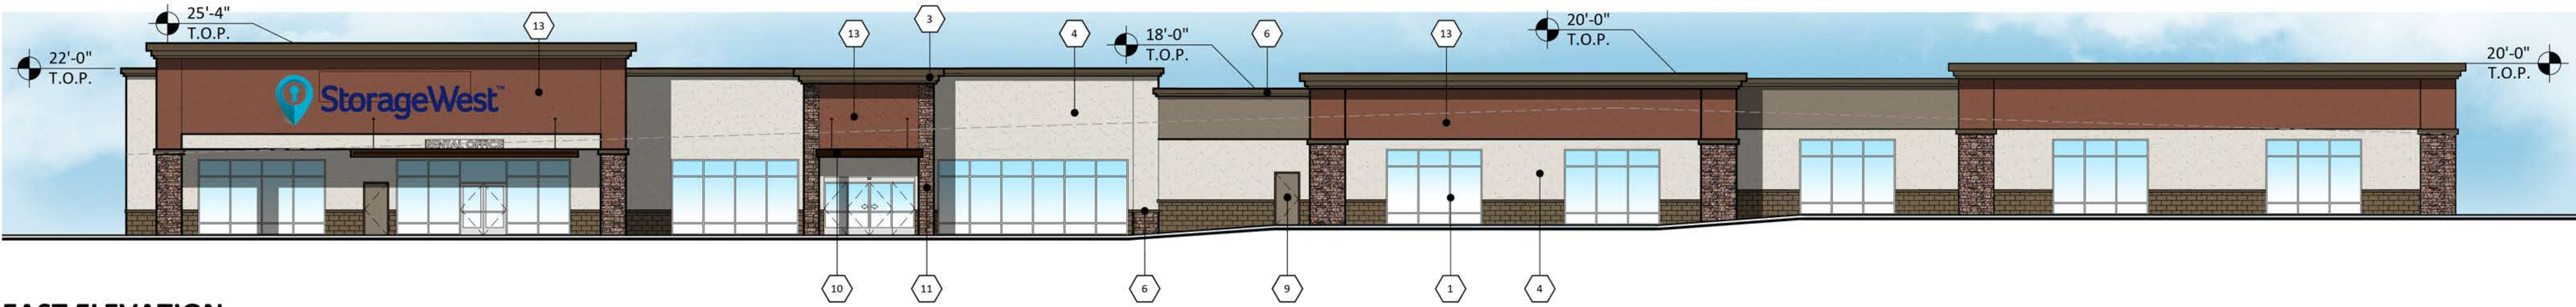 25'-4"
T.O.P.
13
3
13
4
18'-0"
T.O.P.
6
13
20'-0"
T.O.P.
22'-0"
T.O.P.
20'-0"
T.O.P.
StorageWest™
RENTAL OFFICE
10
11
6
9
1
4
EAST ELEVATION